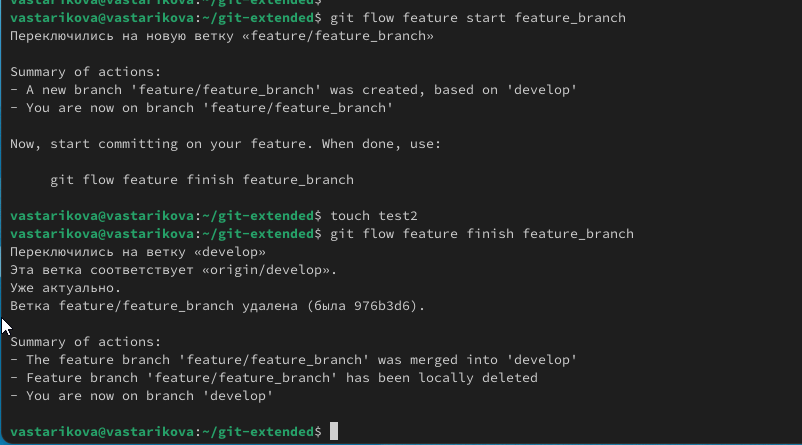 vastarikova@vastarikova:~/git-extended$
vastarikova@vastarikova:~/git-extended$ git flow feature start feature_branch
Переключились на новую ветку «feature/feature_branch»
Summary of actions:
- A new branch 'feature/feature_branch' was created, based on 'develop'
- You are now on branch 'feature/feature_branch'
Now, start committing on your feature. When done, use:
git flow feature finish feature_branch
vastarikova@vastarikova:~/git-extended$ touch test2
vastarikova@vastarikova:~/git-extended$ git flow feature finish feature_branch
Переключились на ветку «develop»
Эта ветка соответствует «origin/develop».
Уже актуально.
Ветка feature/feature_branch удалена (была 976b3d6).
Summary of actions:
- The feature branch 'feature/feature_branch' was merged into 'develop'
- Feature branch 'feature/feature_branch' has been locally deleted
- You are now on branch 'develop'
vastarikova@vastarikova:~/git-extended$